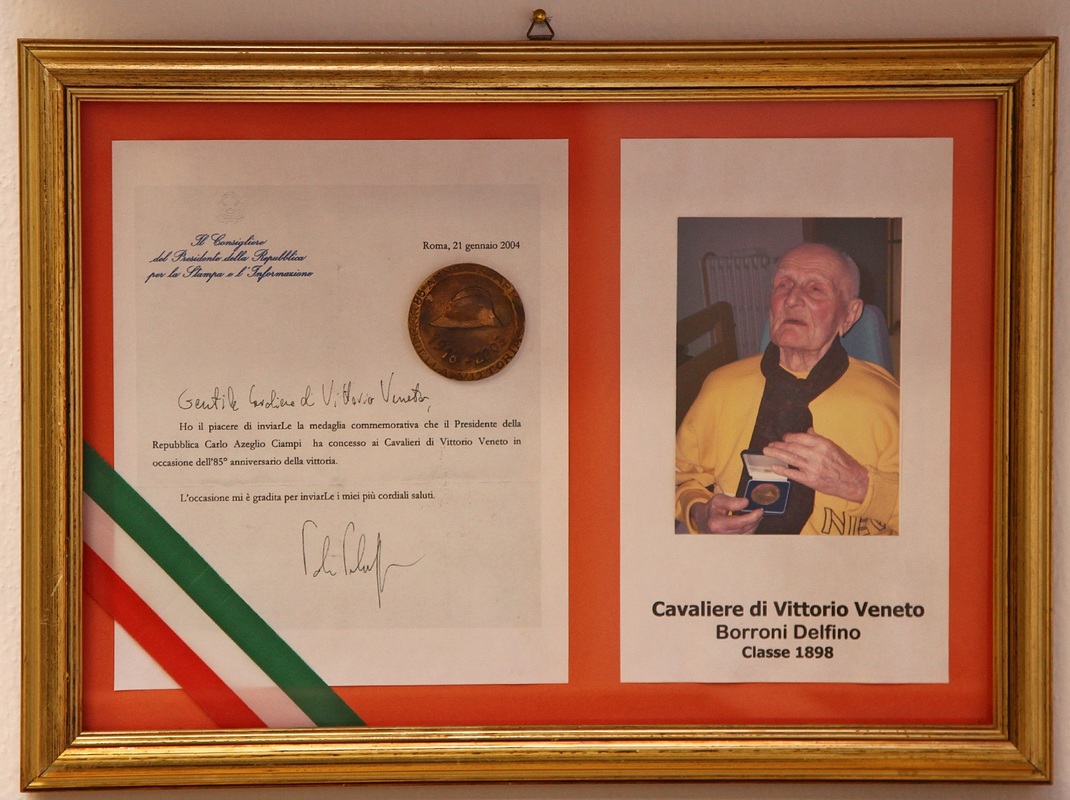 Il Consigliere
del Presidente della Repubblica
per la Stampa e l'Informazione
Roma, 21 gennaio 2004
1918 - 2003
Gentile Cavaliere di Vittorio Veneto,
Ho il piacere di inviarLe la medaglia commemorativa che il Presidente della
Repubblica Carlo Azeglio Ciampi ha concesso ai Cavalieri di Vittorio Veneto in
occasione dell'85° anniversario della vittoria.
L'occasione mi è gradita per inviarLe i miei più cordiali saluti.
Cavaliere di Vittorio Veneto
Borroni Delfino
Classe 1898